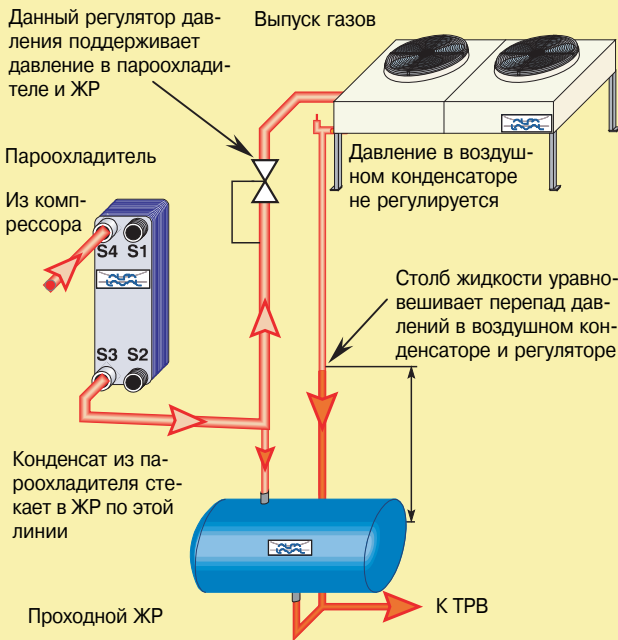 Данный регулятор дав-
ления поддерживает
давление в пароохлади-
теле и ЖР
Выпуск газов
Пароохладитель
Из комп-
рессора
Давление в воздуш-
ном конденсаторе
не регулируется
S4 S1
S3 S2
Столб жидкости уравно-
вешивает перепад дав-
лений в воздушном кон-
денсаторе и регуляторе
Конденсат из па-
роохладителя сте-
кает в ЖР по этой
линии
Проходной ЖР
К ТРВ